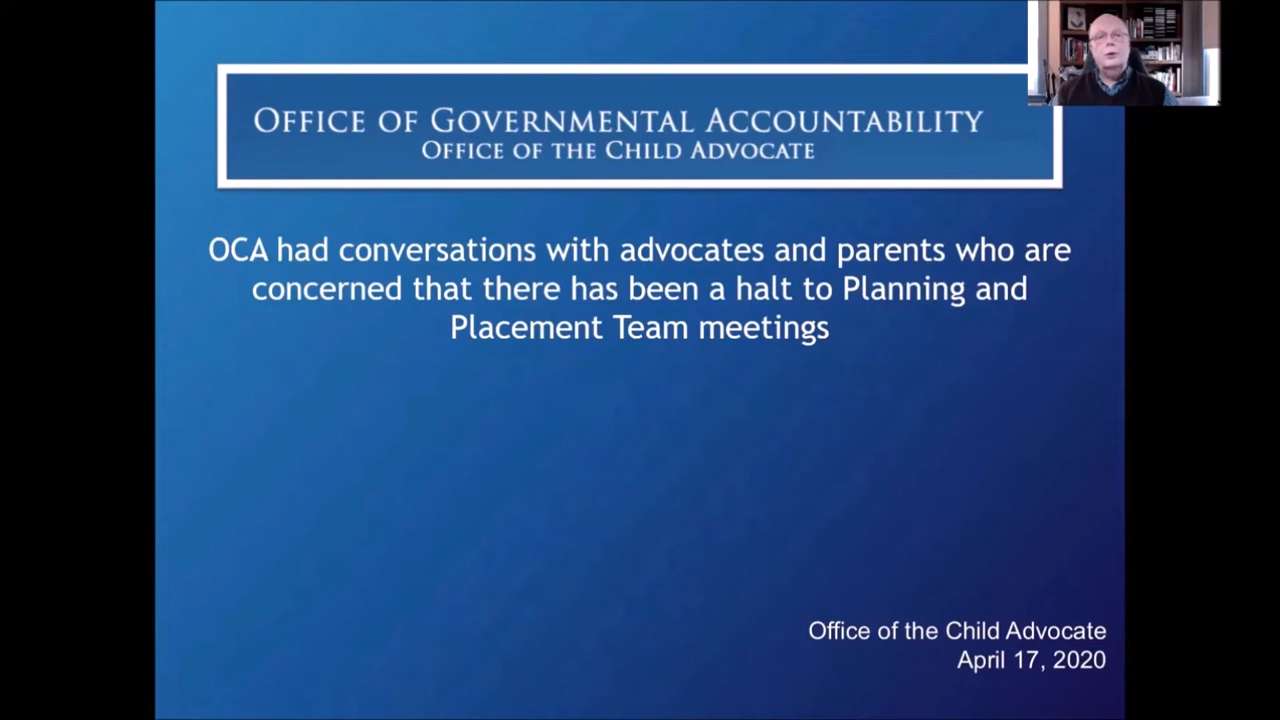 OFFICE OF GOVERNMENTAL ACCOUNTABILITY
OFFICE OF THE CHILD ADVOCATE
OCA had conversations with advocates and parents who are
concerned that there has been a halt to Planning and
Placement Team meetings
Office of the Child Advocate
April 17, 2020